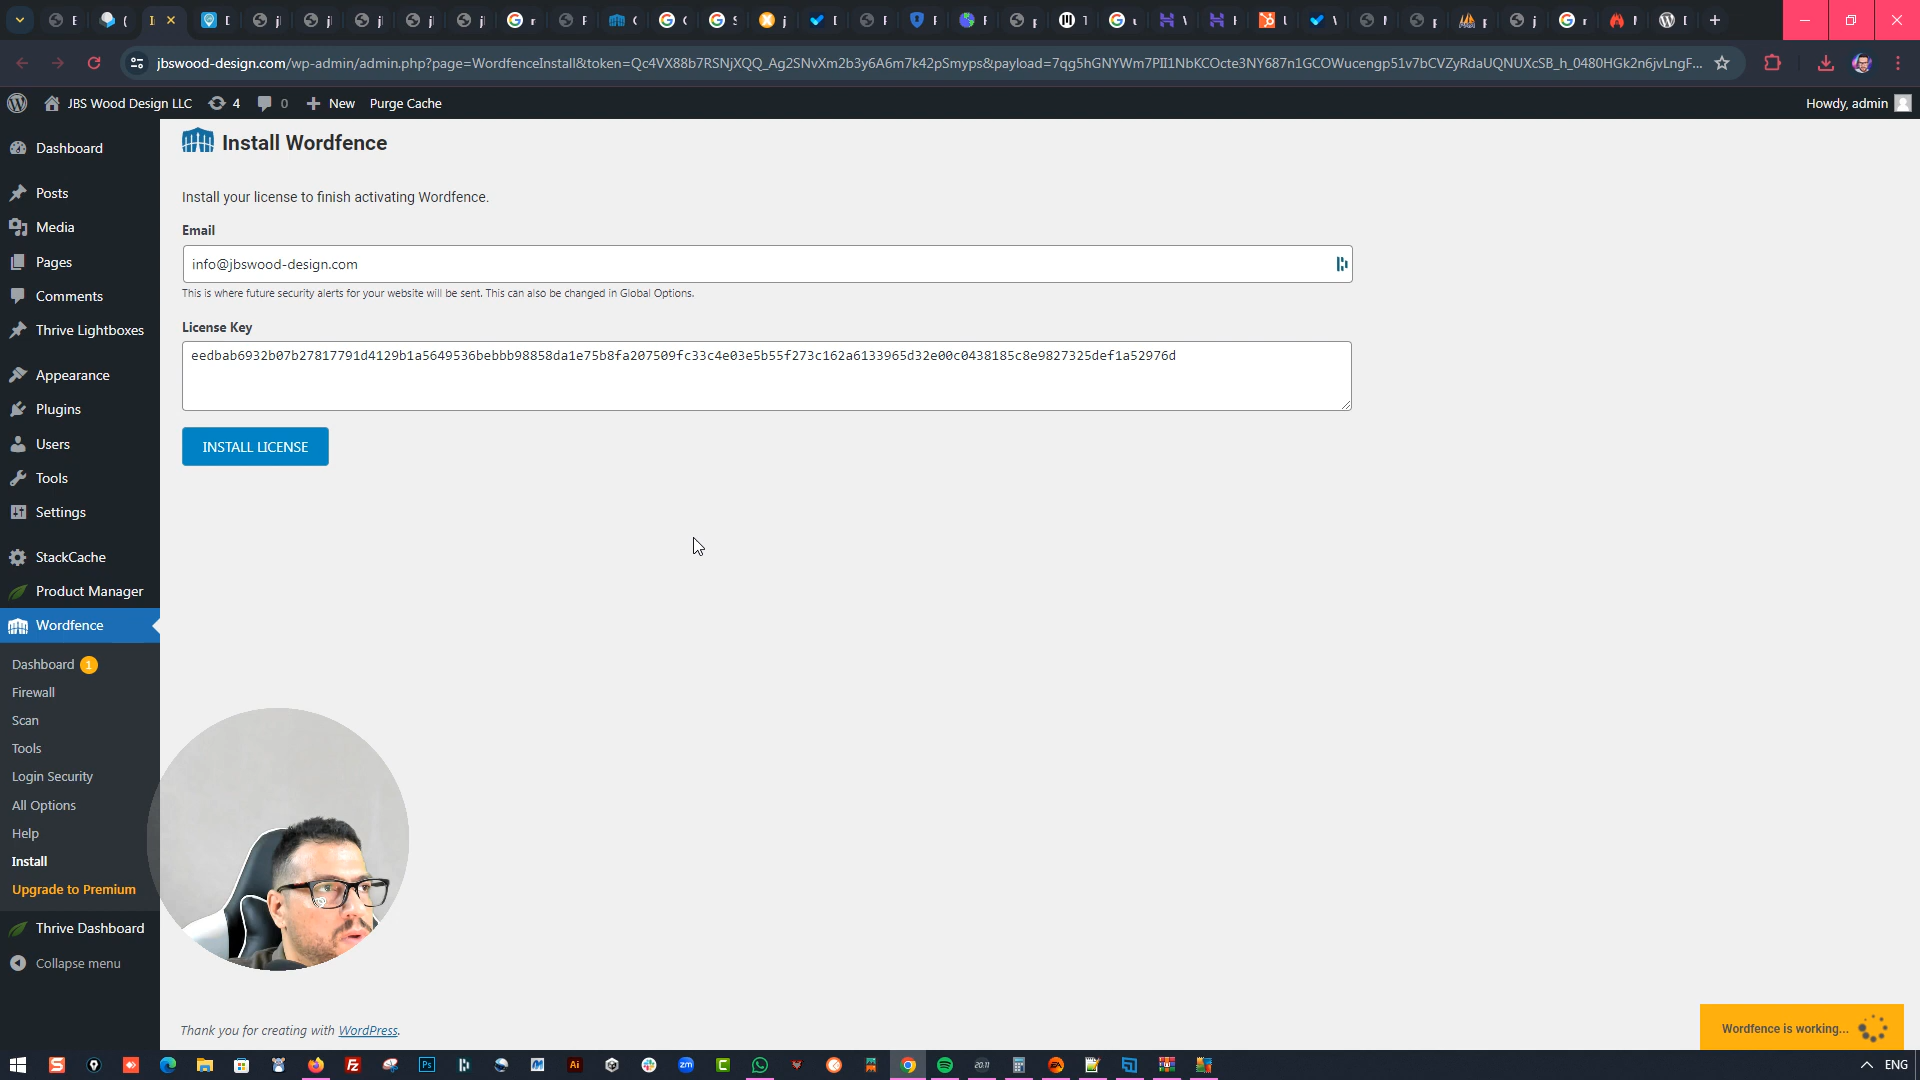 jbswood-design.com/wp-admin/admin.php?page=WordfenceInstall&token=Qc4VX88b7RSNjXQQ_Ag2SNvXm2b3y6A6m7k42pSmyps&payload=7qg5hGNYWm7PII1NbKCOcte3NY687n1GCOWucengp51v7bCVZyRdaUQNUXcSB_h_0480HGk2n6jvLngF...
JBS Wood Design LLC 4 0 New Purge Cache Howdy, admin
Dashboard
Posts
Media
Pages
Comments
Thrive Lightboxes
Appearance
Plugins
Users
Tools
Settings
StackCache
Product Manager
Wordfence
Dashboard 1
Firewall
Scan
Tools
Login Security
All Options
Help
Install
Upgrade to Premium
Thrive Dashboard
Collapse menu
Install Wordfence
Install your license to finish activating Wordfence.
Email
info@jbswood-design.com
This is where future security alerts for your website will be sent. This can also be changed in Global Options.
License Key
eedbab6932b07b27817791d4129b1a5649536bebbb98858da1e75b8fa207509fc33c4e03e5b55f273c162a6133965d32e00c0438185c8e9827325def1a52976d
INSTALL LICENSE
Thank you for creating with WordPress.
Wordfence is working...
ENG